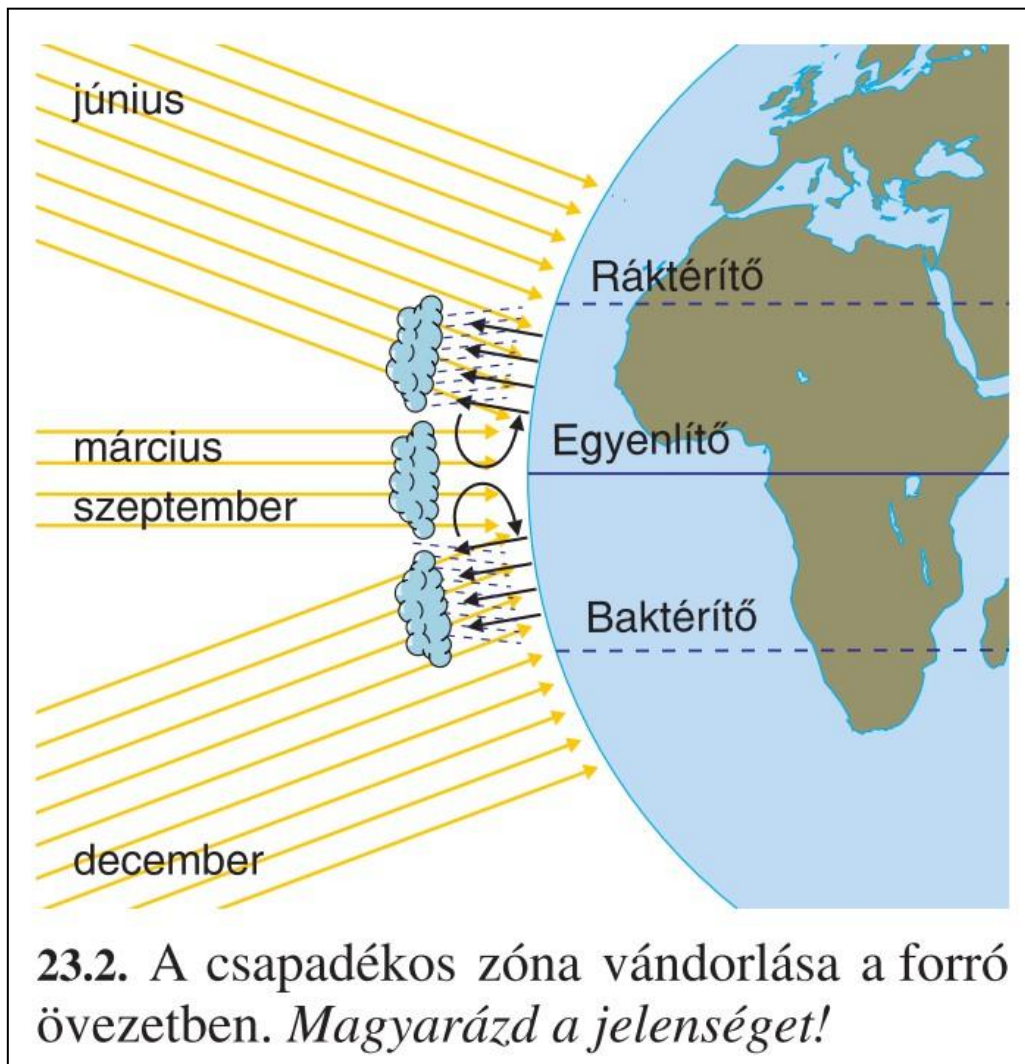 június
Ráktérítő
március
Egyenlítő
szeptember
Baktérítő
december
23.2. A csapadékos zóna vándorlása a forró
övezetben. Magyarázd a jelenséget!